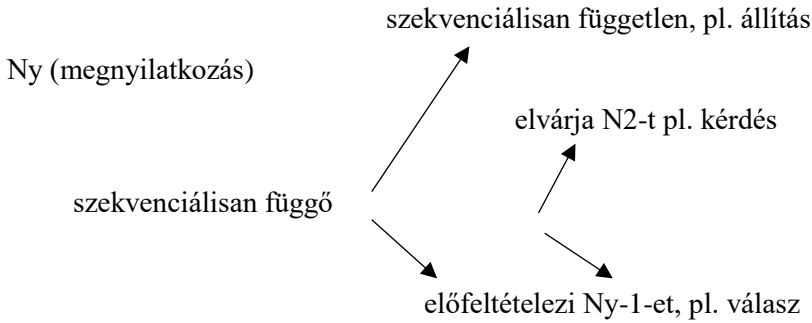 szekvenciálisan független, pl. állítás
Ny (megnyilatkozás)
elvárja N2-t pl. kérdés
szekvenciálisan függő
előfeltételezi Ny-1-et, pl. válasz